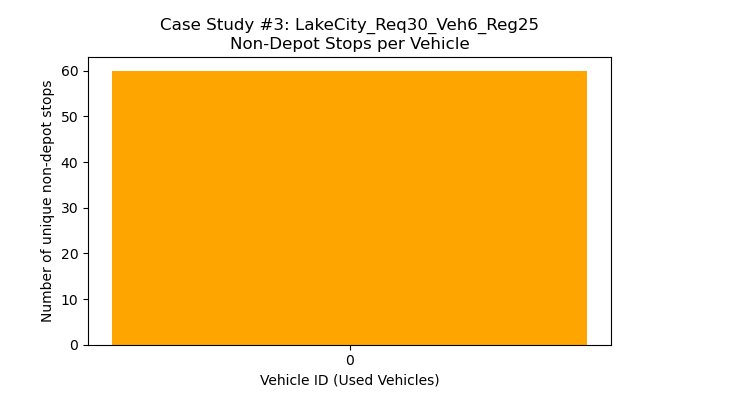 Case Study #3: LakeCity_Req30_Veh6_Reg25
Non-Depot Stops per Vehicle
Number of unique non-depot stops
60
50
40
30
20
10
0
0
Vehicle ID (Used Vehicles)